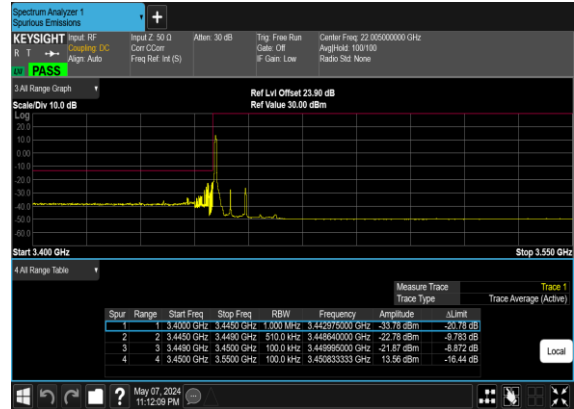 Spectrum Analyzer 1
Spurious Emissions
+
KEYSIGHT Input: RF Input Z: 50 Ω Atten: 30 dB Trig: Free Run Center Freq: 22.005000000 GHz
R T Coupling: DC Corr CCorr Gate: Off Avg|Hold: 100/100
Align: Auto Freq Ref: Int (S) IF Gain: Low Radio Std: None
LW PASS
3 All Range Graph
Ref Lvl Offset 23.90 dB
Scale/Div 10.0 dB Ref Value 30.00 dBm
Log
20.0
10.0
0.00
-10.0
-20.0
-30.0
-40.0
-50.0
-60.0
Start 3.400 GHz Stop 3.550 GHz
4 All Range Table
Measure Trace Trace 1
Trace Type Trace Average (Active)
Spur Range Start Freq Stop Freq RBW Frequency Amplitude ΔLimit
1 1 3.4000 GHz 3.4450 GHz 1.000 MHz 3.442975000 GHz -33.78 dBm -20.78 dB
2 2 3.4450 GHz 3.4490 GHz 510.0 kHz 3.448640000 GHz -22.78 dBm -9.783 dB
3 3 3.4490 GHz 3.4500 GHz 100.0 kHz 3.449995000 GHz -21.87 dBm -8.872 dB
4 4 3.4500 GHz 3.5500 GHz 100.0 kHz 3.450833333 GHz 13.56 dBm -16.44 dB
Local
?
May 07, 2024
11:12:09 PM